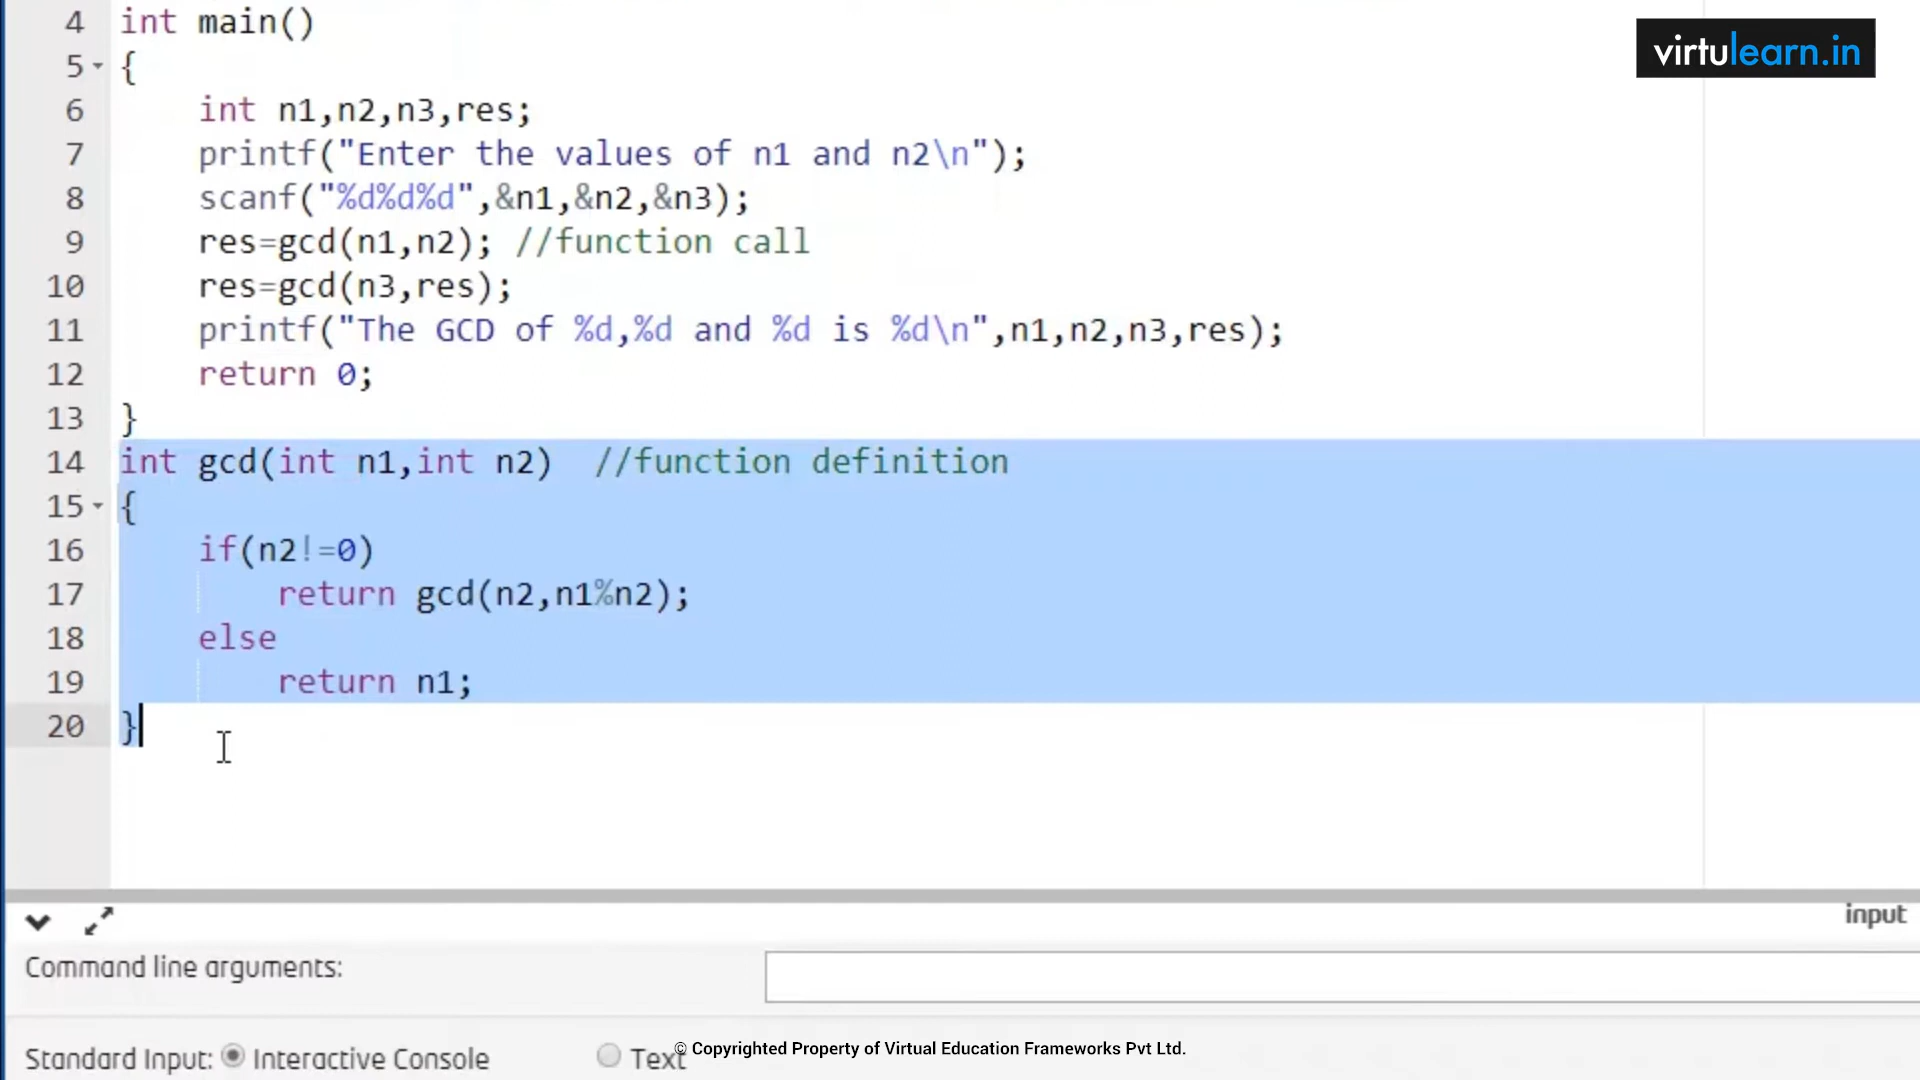 virtulearn.in
4 int main()
5 {
6 int n1,n2,n3,res;
7 printf("Enter the values of n1 and n2\n");
8 scanf("%d%d%d",&n1,&n2,&n3);
9 res=gcd(n1,n2); //function call
10 res=gcd(n3,res);
11 printf("The GCD of %d,%d and %d is %d\n",n1,n2,n3,res);
12 return 0;
13 }
14 int gcd(int n1,int n2) //function definition
15 {
16 if(n2!=0)
17 return gcd(n2,n1%n2);
18 else
19 return n1;
20 }
input
Command line arguments:
Standard Input: Interactive Console Text
© Copyrighted Property of Virtual Education Frameworks Pvt Ltd.